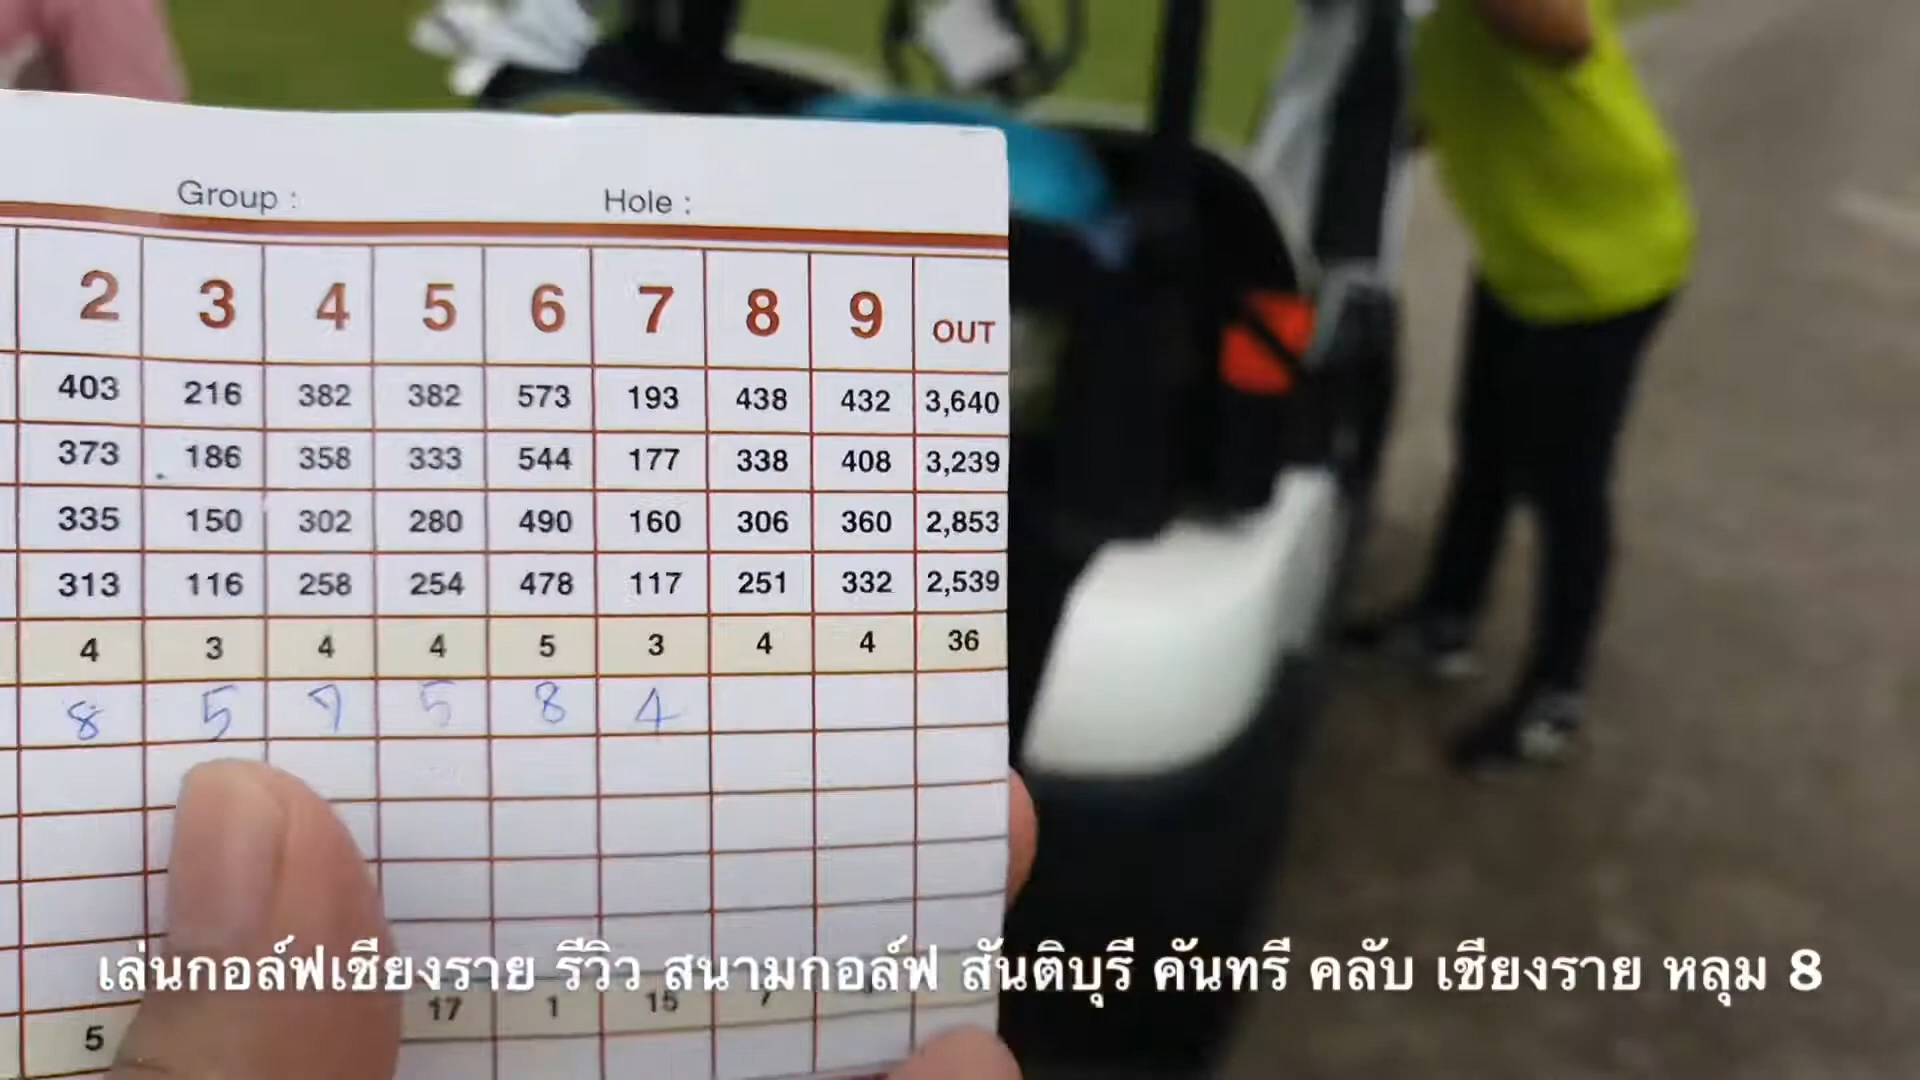 Group : Hole :
2 3 4 5 6 7 8 9 OUT
403 216 382 382 573 193 438 432 3,640
373 186 358 333 544 177 338 408 3,239
335 150 302 280 490 160 306 360 2,853
313 116 258 254 478 117 251 332 2,539
4 3 4 4 5 3 4 4 36
8 5 7 5 8 4
เล่นกอล์ฟเชียงราย รีวิว สนามกอล์ฟ สันติบุรี คันทรี คลับ เชียงราย หลุม 8
5 17 1 15 7